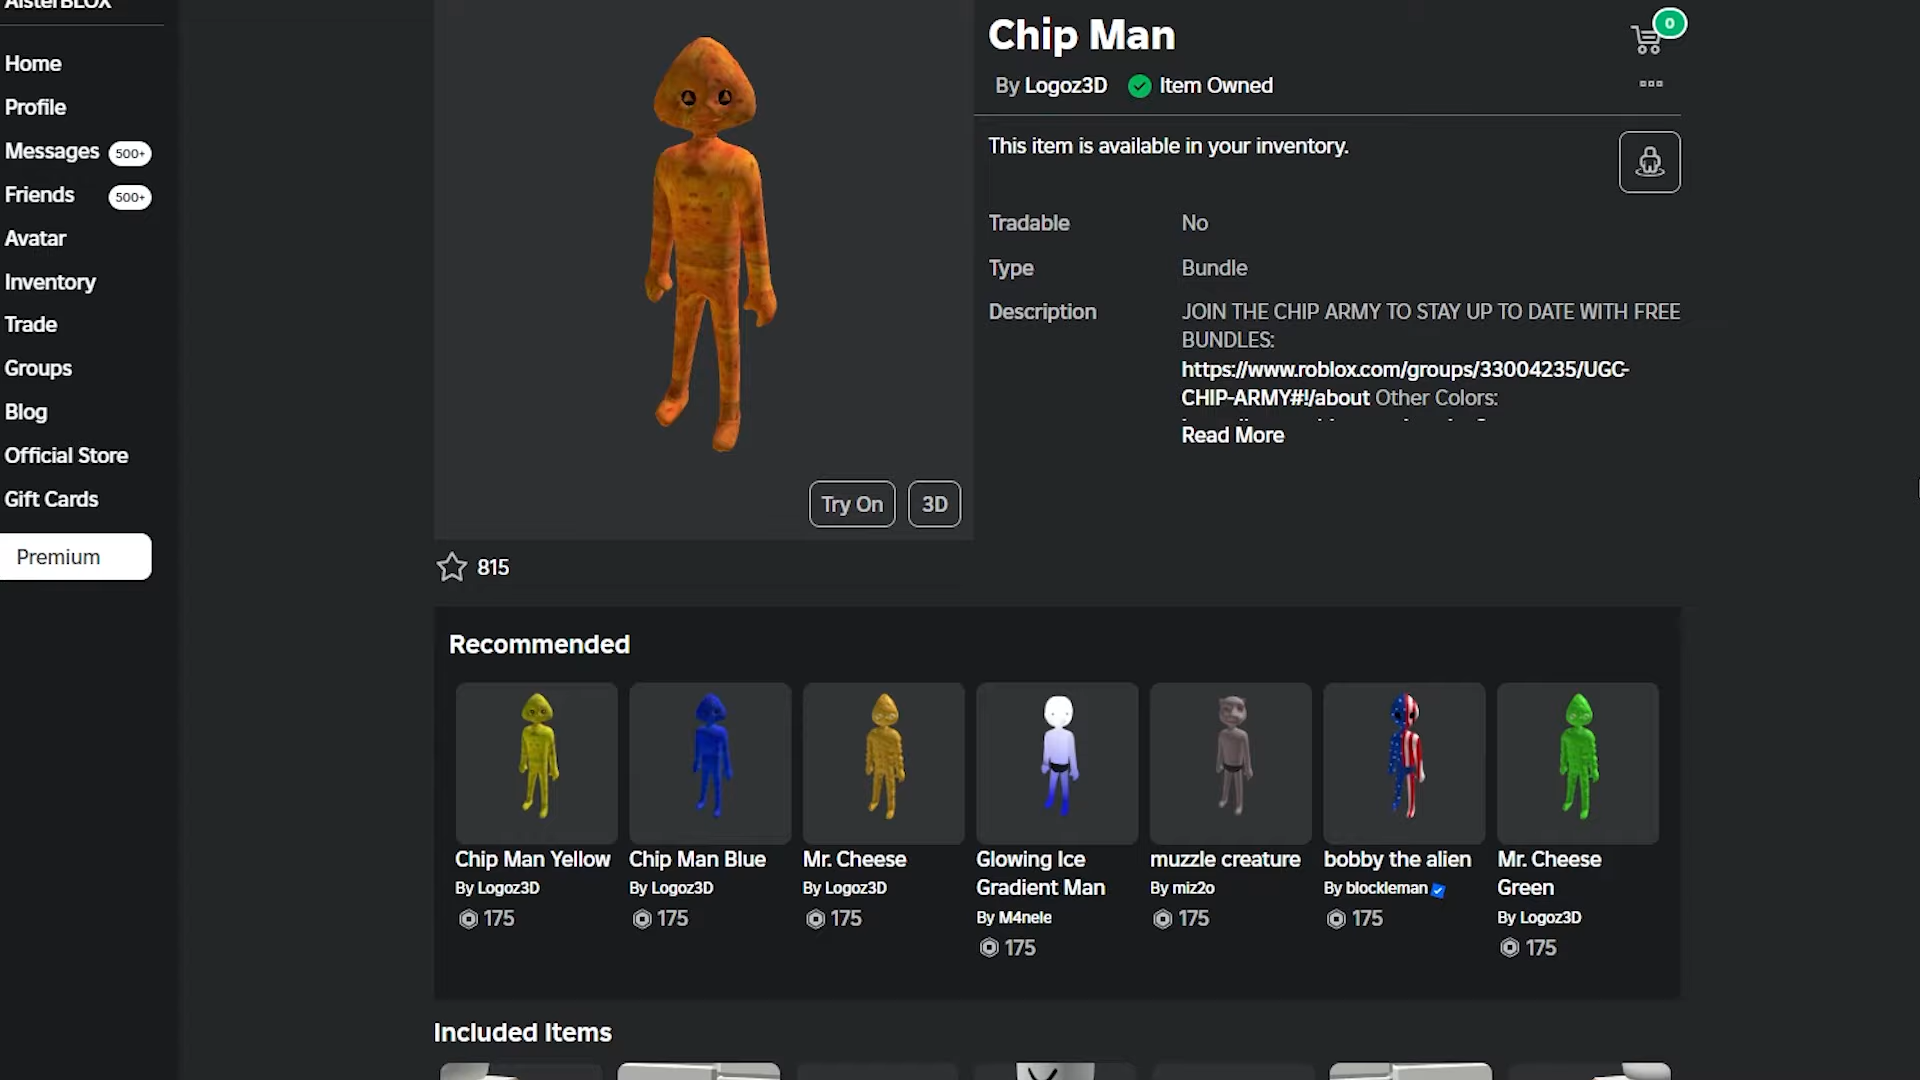 AisterBLOX
Home
Profile
Messages 500+
Friends 500+
Avatar
Inventory
Trade
Groups
Blog
Official Store
Gift Cards
Premium
Chip Man
0
By Logoz3D Item Owned
This item is available in your inventory.
Tradable No
Type Bundle
Description JOIN THE CHIP ARMY TO STAY UP TO DATE WITH FREE
BUNDLES:
https://www.roblox.com/groups/33004235/UGC-
CHIP-ARMY#!/about Other Colors:
Read More
Try On 3D
815
Recommended
Chip Man Yellow
By Logoz3D
175
Chip Man Blue
By Logoz3D
175
Mr. Cheese
By Logoz3D
175
Glowing Ice
Gradient Man
By M4nele
175
muzzle creature
By miz2o
175
bobby the alien
By blockleman
175
Mr. Cheese
Green
By Logoz3D
175
Included Items